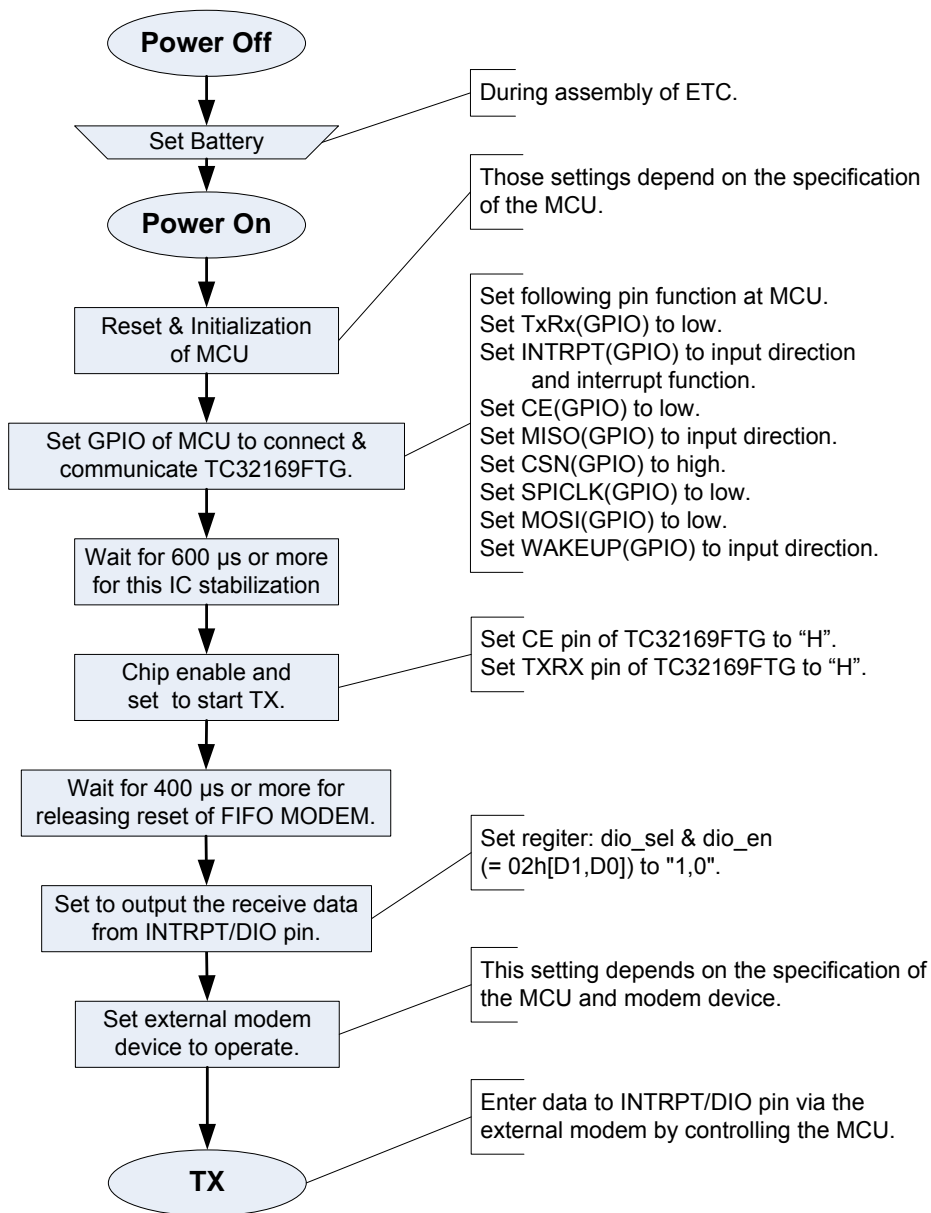 Power Off
During assembly of ETC.
Set Battery
Those settings depend on the specification
of the MCU.
Power On
Reset & Initialization
of MCU
Set following pin function at MCU.
Set TxRx(GPIO) to low.
Set INTRPT(GPIO) to input direction
and interrupt function.
Set CE(GPIO) to low.
Set MISO(GPIO) to input direction.
Set CSN(GPIO) to high.
Set SPICLK(GPIO) to low.
Set MOSI(GPIO) to low.
Set WAKEUP(GPIO) to input direction.
Set GPIO of MCU to connect &
communicate TC32169FTG.
Wait for 600 µs or more
for this IC stabilization
Set CE pin of TC32169FTG to “H”.
Set TXRX pin of TC32169FTG to “H”.
Chip enable and
set to start TX.
Wait for 400 µs or more for
releasing reset of FIFO MODEM.
Set regiter: dio_sel & dio_en
(= 02h[D1,D0]) to "1,0".
Set to output the receive data
from INTRPT/DIO pin.
This setting depends on the specification of
the MCU and modem device.
Set external modem
device to operate.
Enter data to INTRPT/DIO pin via the
external modem by controlling the MCU.
TX